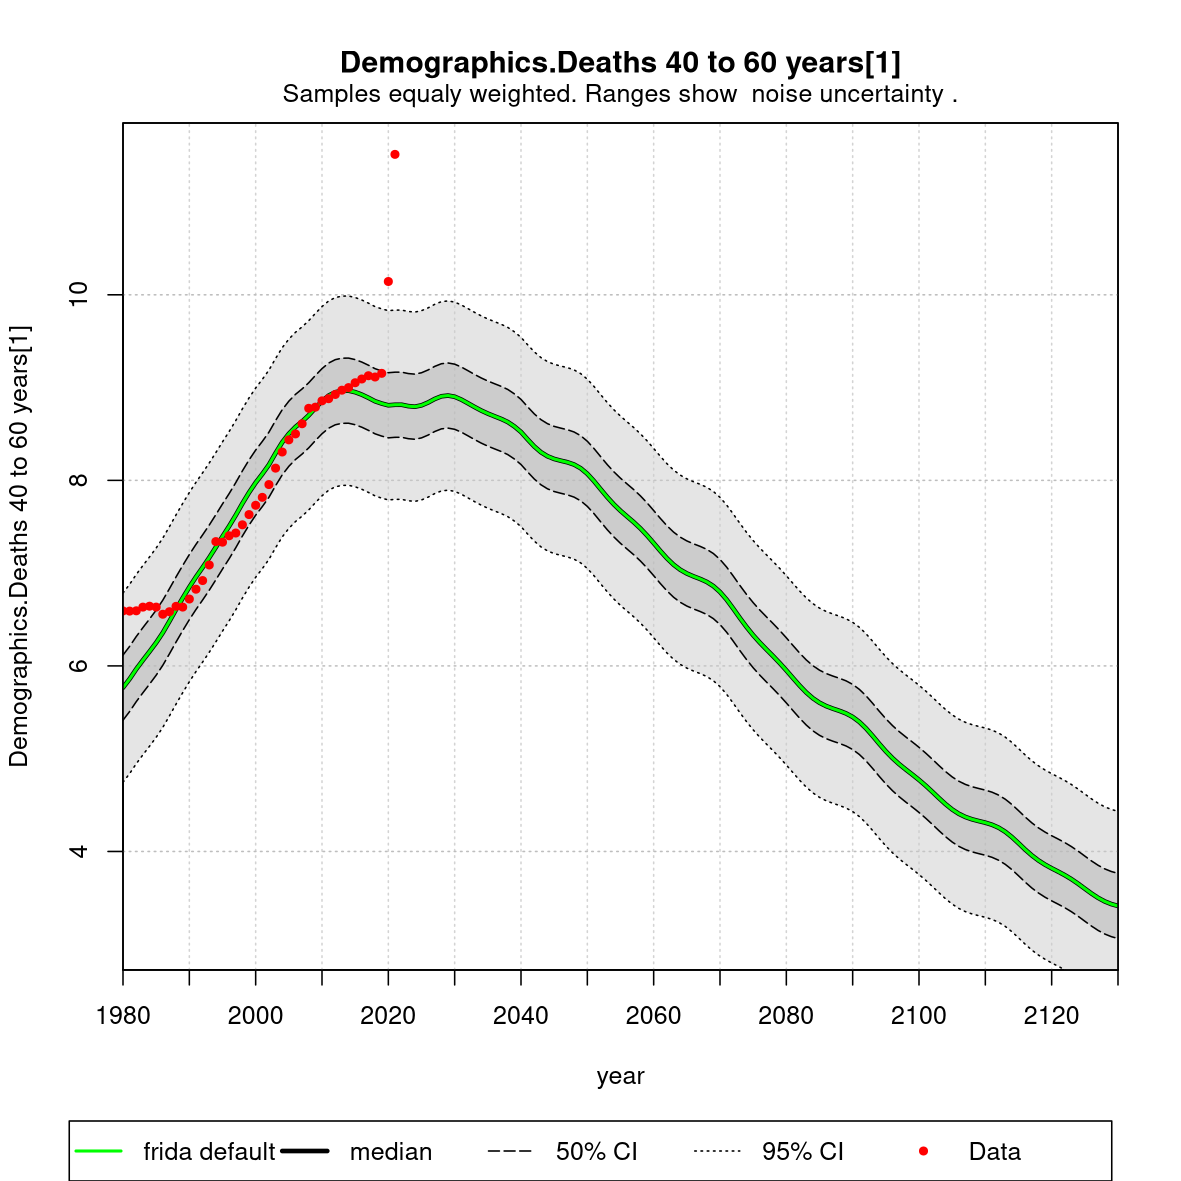 Demographics.Deaths 40 to 60 years[1]
Samples equaly weighted. Ranges show  noise uncertainty .
Demographics.Deaths 40 to 60 years[1]
10
8
6
4
1980 2000 2020 2040 2060 2080 2100 2120
year
frida default median 50% CI 95% CI Data